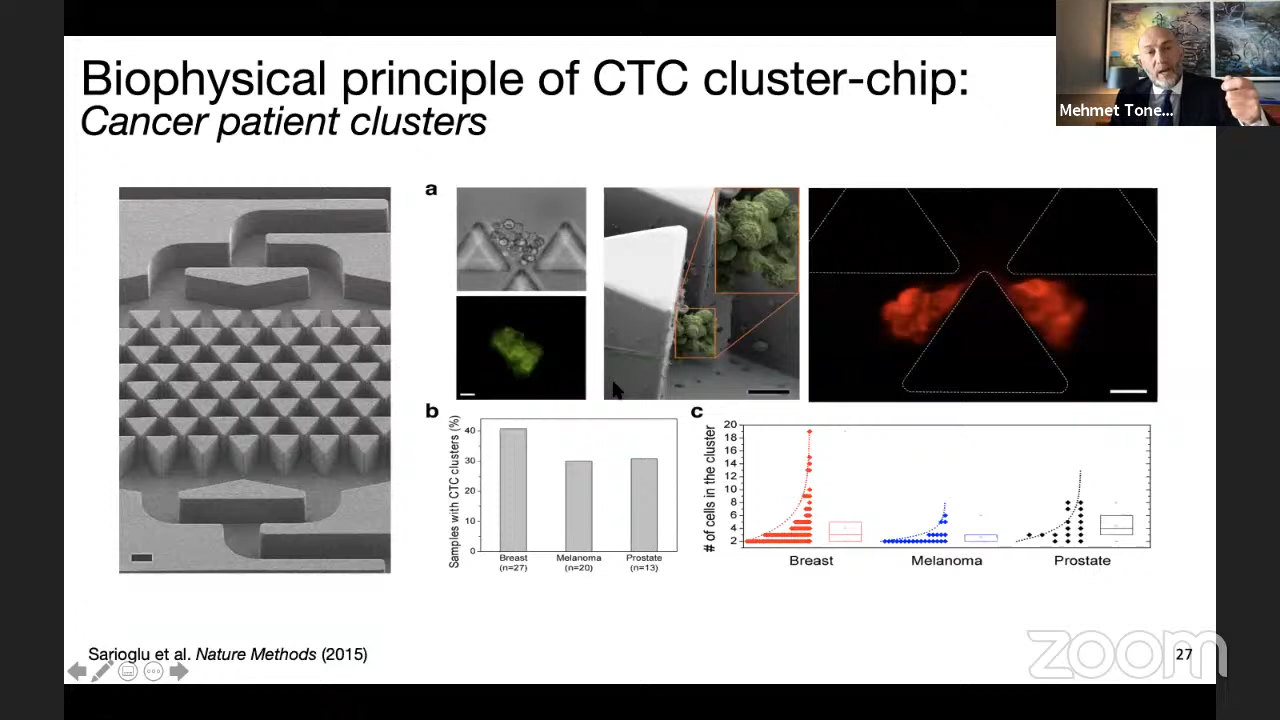 Biophysical principle of CTC cluster-chip:
Cancer patient clusters
Mehmet Tone...
a
b
Samples with CTC clusters (%)
40
30
20
10
0
Breast
(n=27)
Melanoma
(n=20)
Prostate
(n=13)
c
# of cells in the cluster
20
18
16
14
12
10
8
6
4
2
Breast
Melanoma
Prostate
Sarioglu et al. Nature Methods (2015)
zoom
27